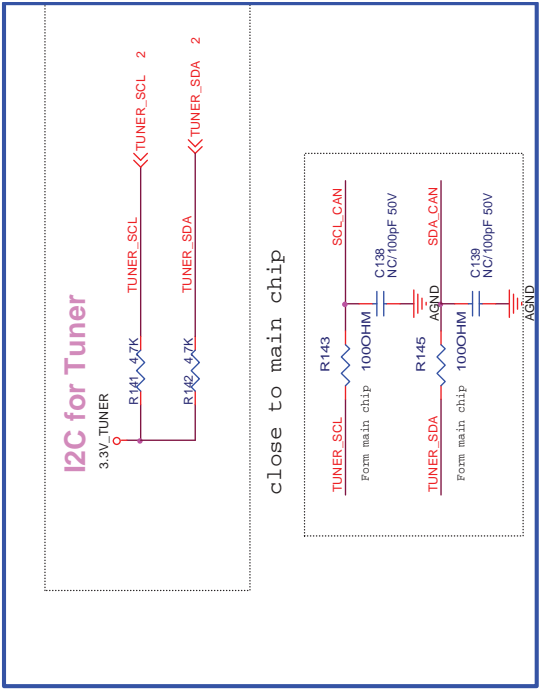 I2C for Tuner
3.3V_TUNER
R141 4.7K
TUNER_SCL
TUNER_SCL 2
R142 4.7K
TUNER_SDA
TUNER_SDA 2
close to main chip
TUNER_SCL
Form main chip
R143
100OHM
SCL_CAN
C138
NC/100pF 50V
AGND
TUNER_SDA
Form main chip
R145
100OHM
SDA_CAN
C139
NC/100pF 50V
AGND